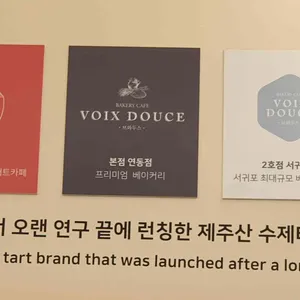 트카페
BAKERY CAFE
VOIX DOUCE
본점 연동점
프리미엄 베이커리
VOIX
DOUCE
2호점 서귀
서귀포 최대규모 베
오랜 연구 끝에 런칭한 제주산 수제
tart brand that was launched after a lon